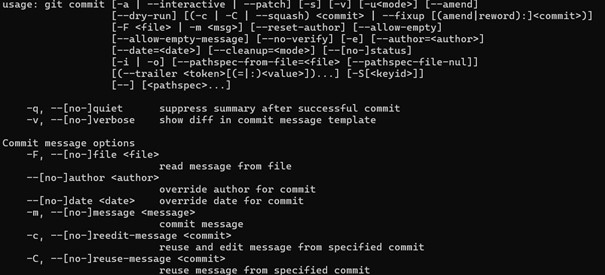 usage: git commit [-a | --interactive | --patch] [-s] [-v] [-u<mode>] [--amend]
                  [--dry-run] [(-c | -C | --squash) <commit> | --fixup [(amend|reword):]<commit>)]
                  [-F <file> | -m <msg>] [--reset-author] [--allow-empty]
                  [--allow-empty-message] [--no-verify] [-e] [--author=<author>]
                  [--date=<date>] [--cleanup=<mode>] [--[no-]status]
                  [-i | -o] [--pathspec-from-file=<file> [--pathspec-file-nul]]
                  [(--trailer <token>[(=|:)<value>])...] [-S[<keyid>]]
                  [--] [<pathspec>...]

    -q, --[no-]quiet      suppress summary after successful commit
    -v, --[no-]verbose    show diff in commit message template

Commit message options
    -F, --[no-]file <file>
                          read message from file
    --[no-]author <author>
                          override author for commit
    --[no-]date <date>    override date for commit
    -m, --[no-]message <message>
                          commit message
    -c, --[no-]reedit-message <commit>
                          reuse and edit message from specified commit
    -C, --[no-]reuse-message <commit>
                          reuse message from specified commit